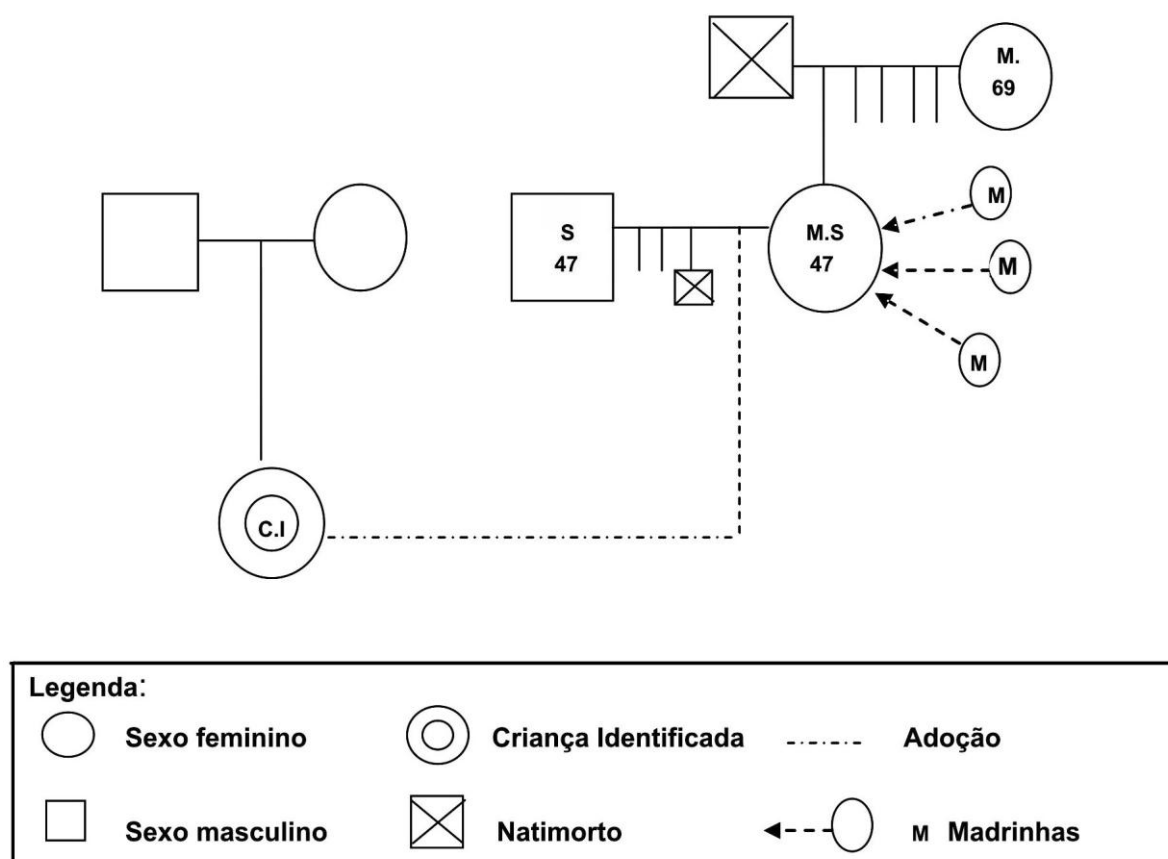 M.
69
M
S
47
M.S
47
M
M
C.I
Legenda:
Sexo feminino
Criança Identificada
Adoção
Sexo masculino
Natimorto
M Madrinhas